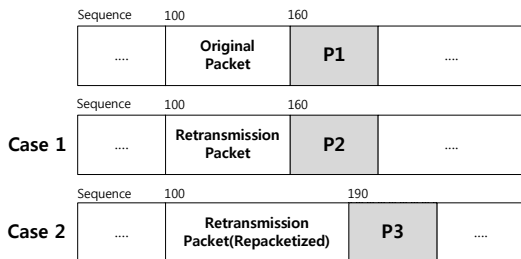 Sequence 100 160
.... Original Packet P1 ....
Sequence 100 160
Case 1 .... Retransmission Packet P2 ....
Sequence 100 190
Case 2 .... Retransmission Packet(Repacketized) P3 ....